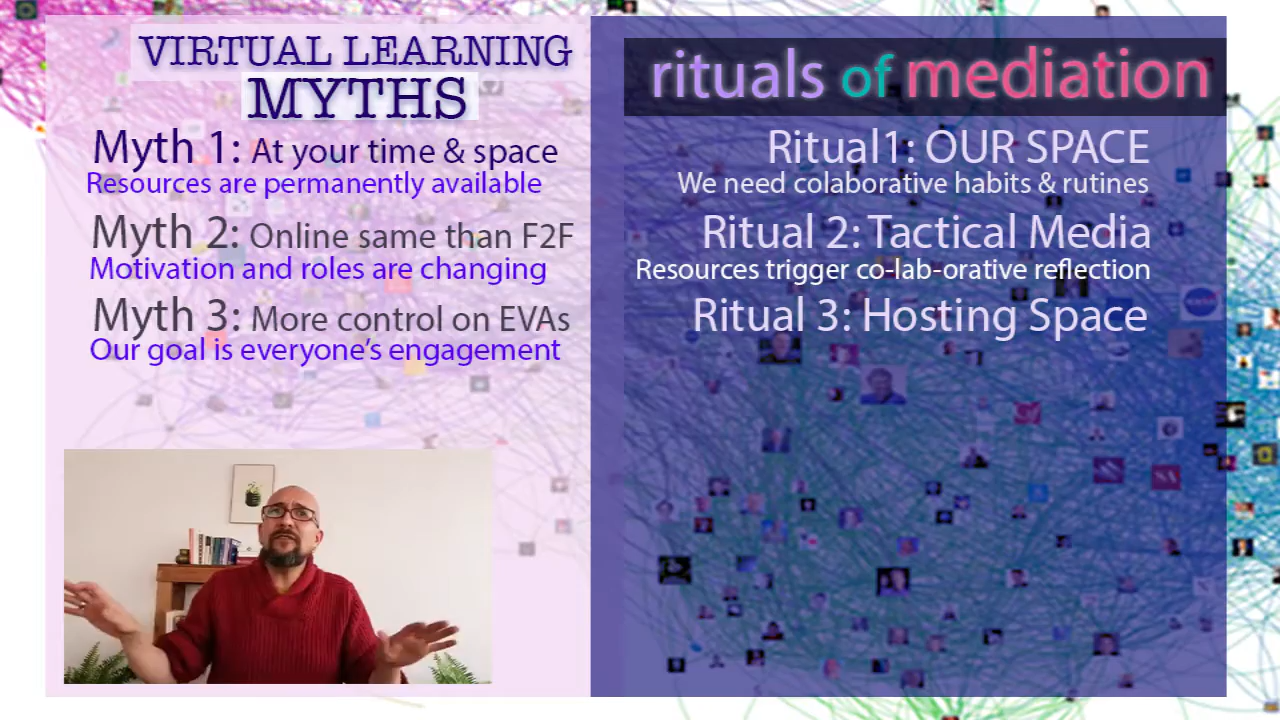 VIRTUAL LEARNING
MYTHS
Myth 1: At your time & space
Resources are permanently available
Myth 2: Online same than F2F
Motivation and roles are changing
Myth 3: More control on EVAs
Our goal is everyone's engagement
rituals of mediation
Ritual1: OUR SPACE
We need colaborative habits & rutines
Ritual 2: Tactical Media
Resources trigger co-lab-orative reflection
Ritual 3: Hosting Space